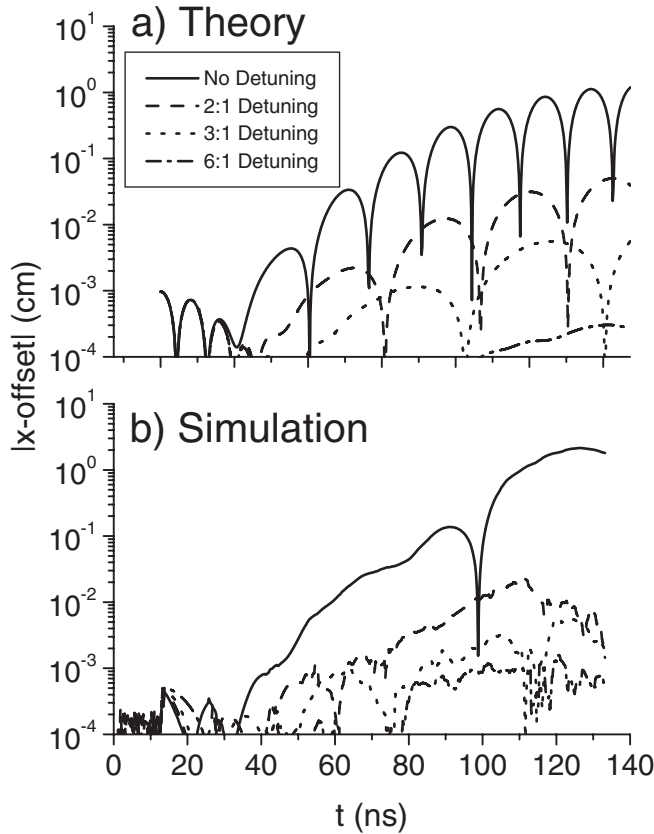 a) Theory
No Detuning
2:1 Detuning
3:1 Detuning
6:1 Detuning
10^1
10^0
10^-1
10^-2
10^-3
10^-4
|x-offsetl (cm)
b) Simulation
10^1
10^0
10^-1
10^-2
10^-3
10^-4
0 20 40 60 80 100 120 140
t (ns)